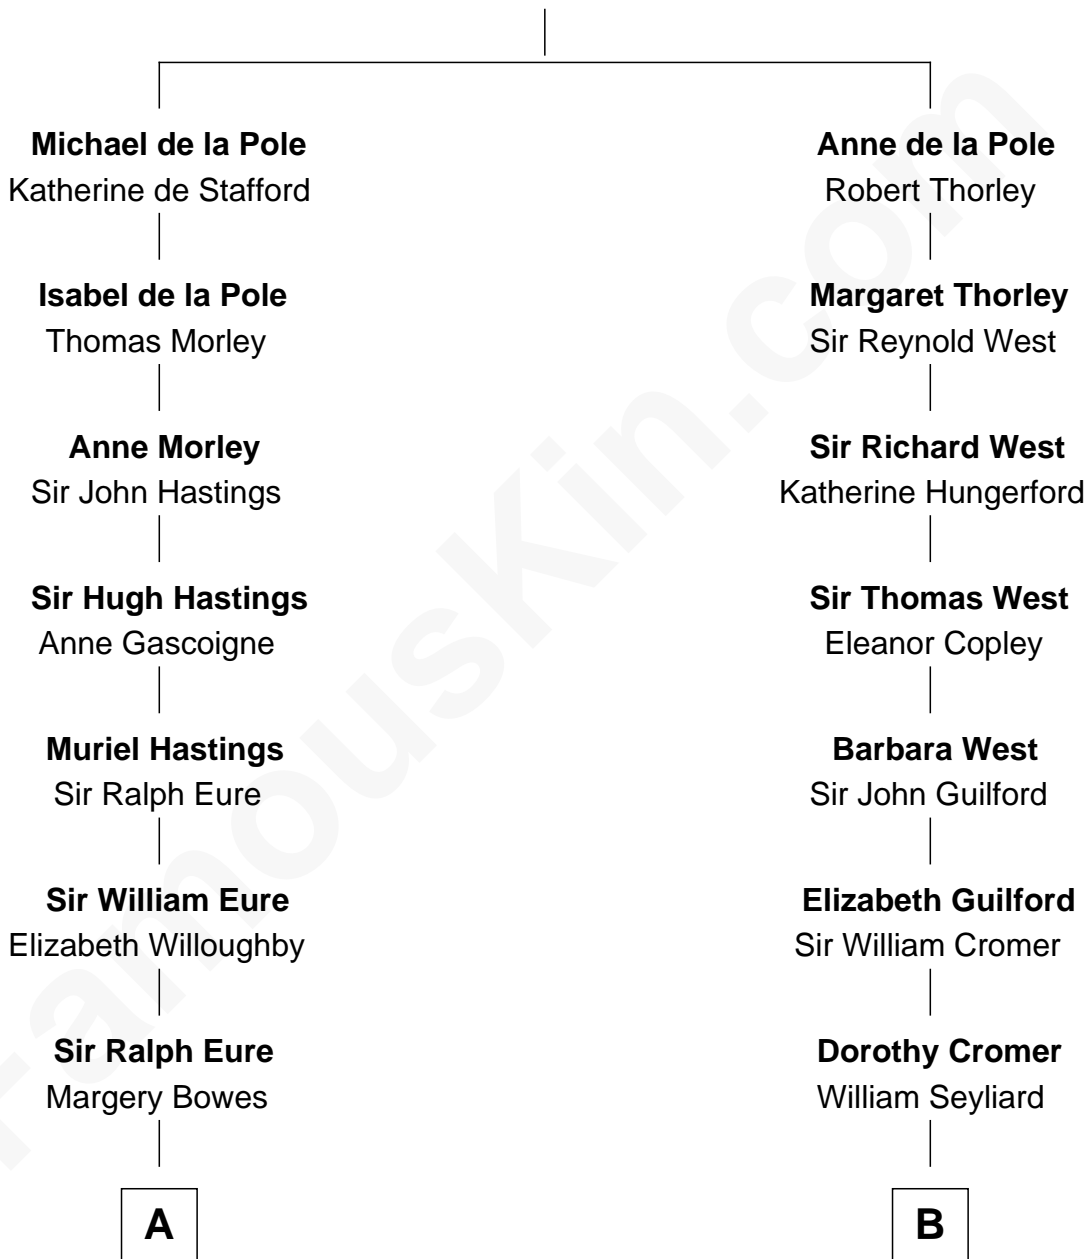 Michael de la Pole
Katherine de Stafford
Isabel de la Pole
Thomas Morley
Anne Morley
Sir John Hastings
Sir Hugh Hastings
Anne Gascoigne
Muriel Hastings
Sir Ralph Eure
Sir William Eure
Elizabeth Willoughby
Sir Ralph Eure
Margery Bowes
A
Anne de la Pole
Robert Thorley
Margaret Thorley
Sir Reynold West
Sir Richard West
Katherine Hungerford
Sir Thomas West
Eleanor Copley
Barbara West
Sir John Guilford
Elizabeth Guilford
Sir William Cromer
Dorothy Cromer
William Seyliard
B
FamousKin.com